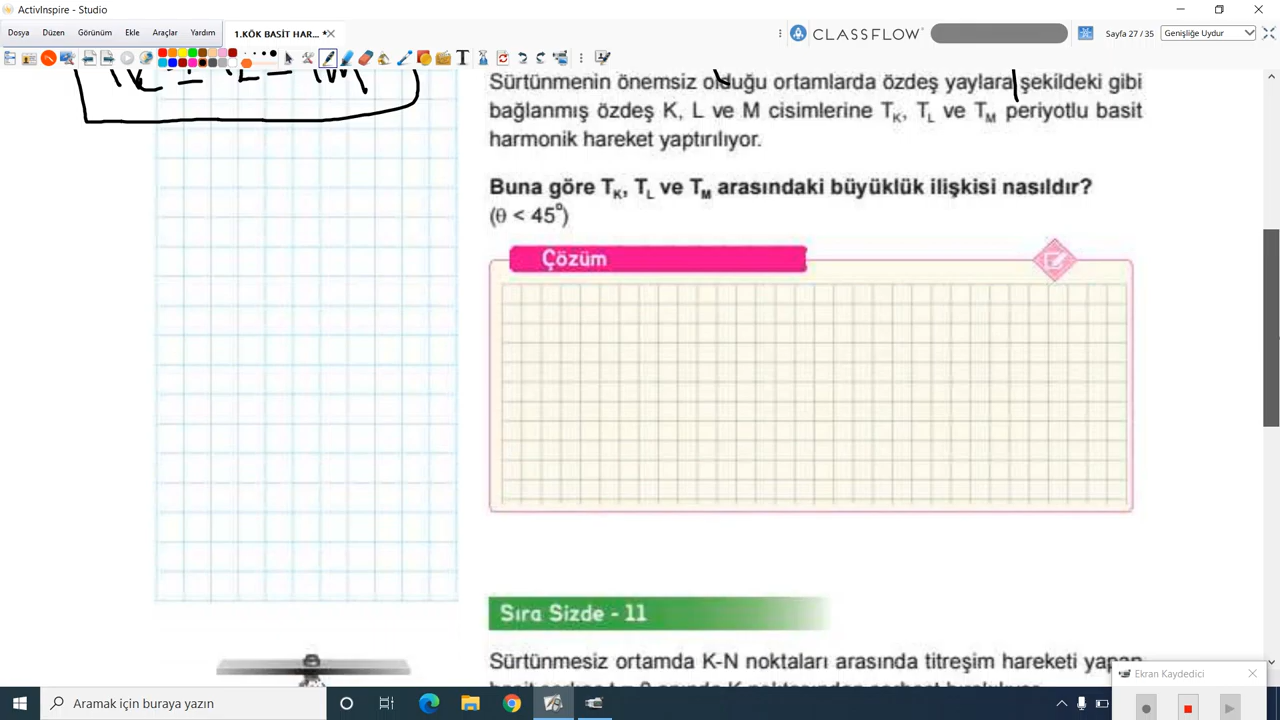 ActivInspire - Studio
Dosya Düzen Görünüm Ekle Araçlar Yardım
1.KÖK BASİT HAR... *
CLASSFLOW
Sayfa 27 / 35
Genişliğe Uydur
T
Sürtünmenin önemsiz olduğu ortamlarda özdeş yaylara şekildeki gibi
bağlanmış özdeş K, L ve M cisimlerine TK, TL ve TM periyotlu basit
harmonik hareket yaptırılıyor.
Buna göre TK, TL ve TM arasındaki büyüklük ilişkisi nasıldır?
(θ < 45°)
Çözüm
Sıra Sizde - 11
Sürtünmesiz ortamda K-N noktaları arasında titreşim hareketi yapan
Ekran Kaydedici
Aramak için buraya yazın